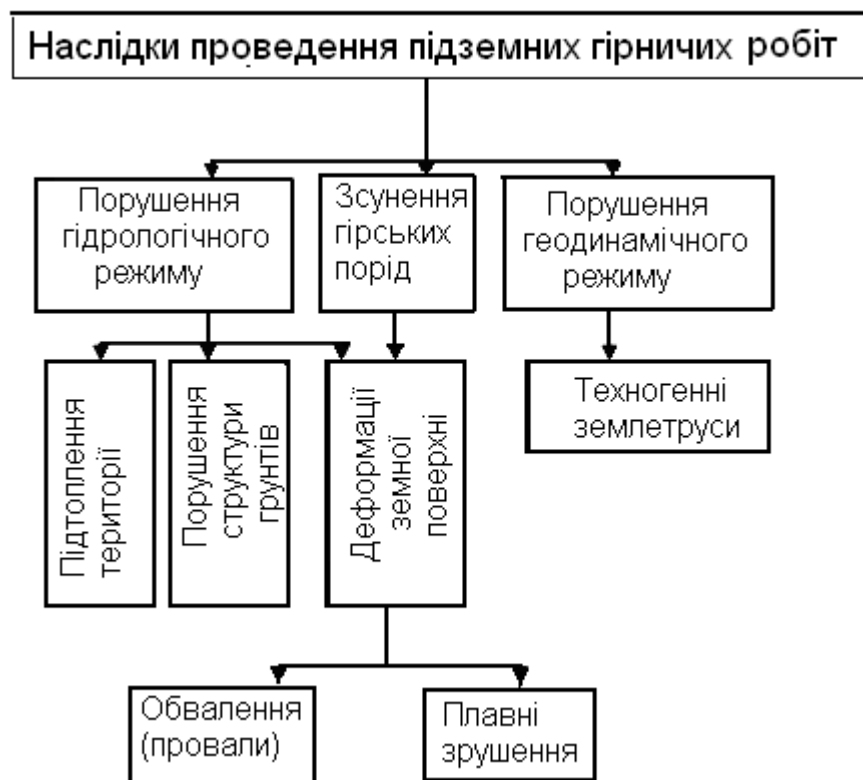 Наслідки проведення підземних гірничих робіт
Порушення
гідрологічного
режиму
Зсунення
гірських
порід
Порушення
геодинамічного
режиму
Підтоплення
території
Порушення
структури
грунтів
Деформації
земної
поверхні
Техногенні
землетруси
Обвалення
(провали)
Плавні
зрушення